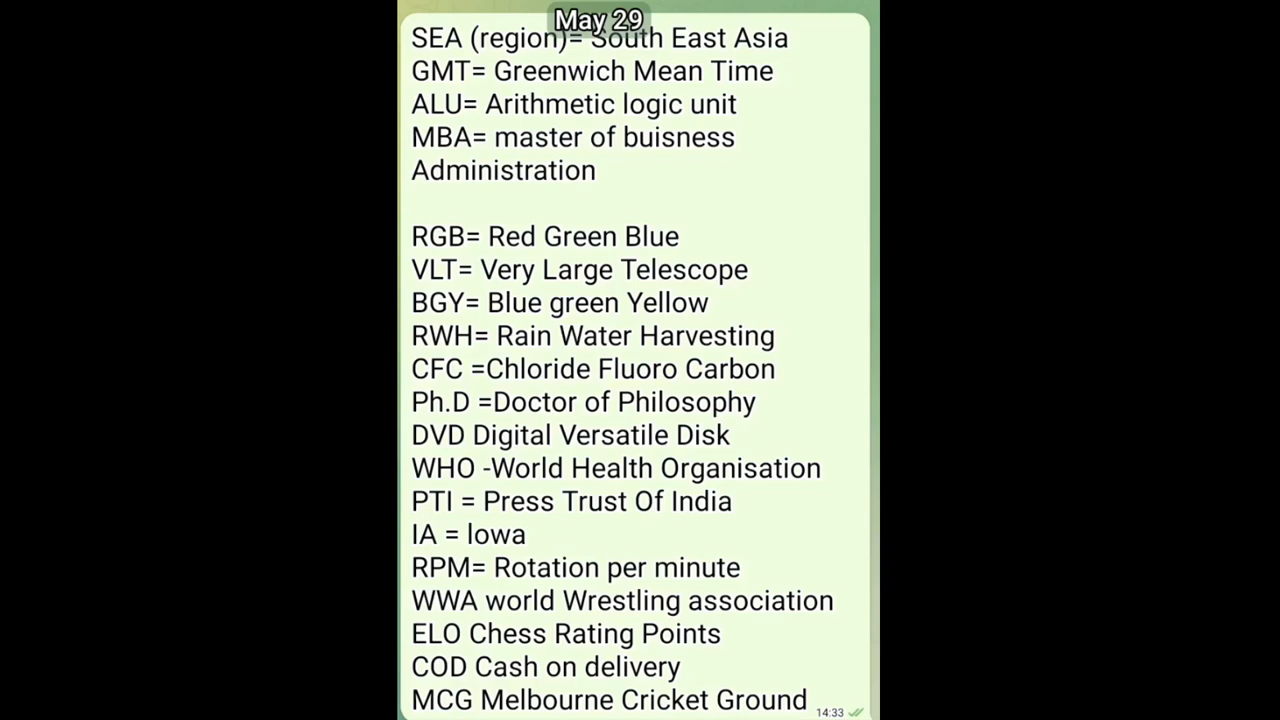 May 29
SEA (region)= South East Asia
GMT= Greenwich Mean Time
ALU= Arithmetic logic unit
MBA= master of buisness
Administration
RGB= Red Green Blue
VLT= Very Large Telescope
BGY= Blue green Yellow
RWH= Rain Water Harvesting
CFC =Chloride Fluoro Carbon
Ph.D =Doctor of Philosophy
DVD Digital Versatile Disk
WHO -World Health Organisation
PTI = Press Trust Of India
IA = Iowa
RPM= Rotation per minute
WWA world Wrestling association
ELO Chess Rating Points
COD Cash on delivery
MCG Melbourne Cricket Ground
14:33